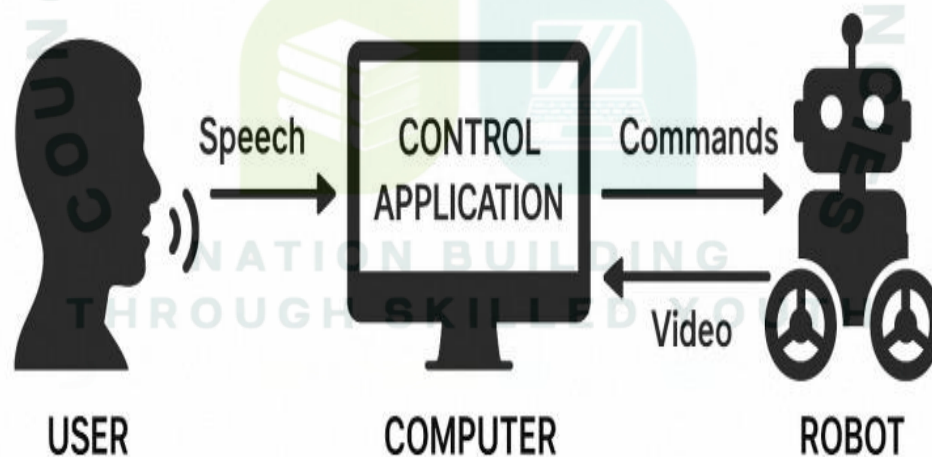 Speech
CONTROL
APPLICATION
Commands
Video
NATION BUILDING
THROUGH SKILLED YOUTH
USER
COMPUTER
ROBOT